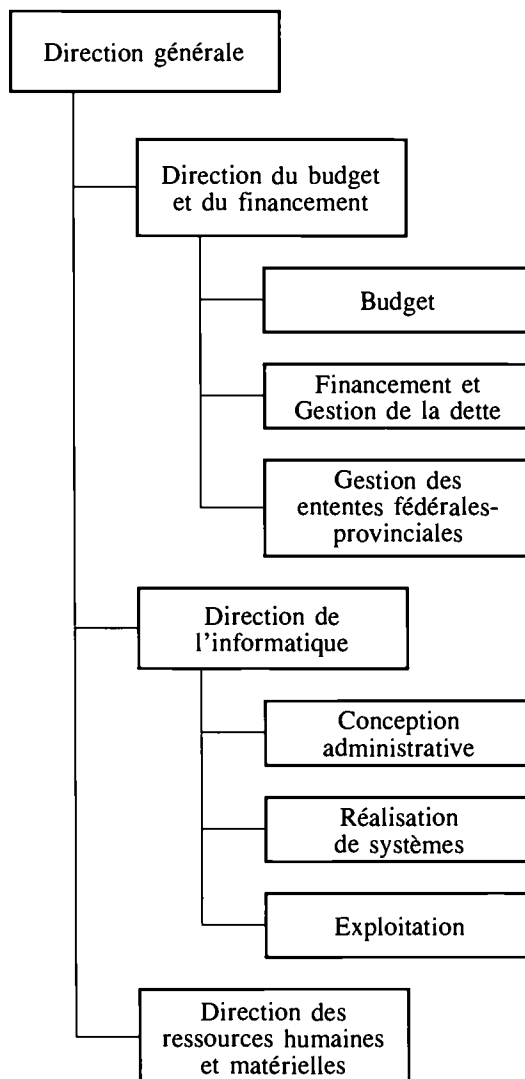 Direction générale
Direction du budget
et du financement
Budget
Financement et
Gestion de la dette
Gestion des
ententes fédérales-
provinciales
Direction de
l'informatique
Conception
administrative
Réalisation
de systèmes
Exploitation
Direction des
ressources humaines
et matérielles